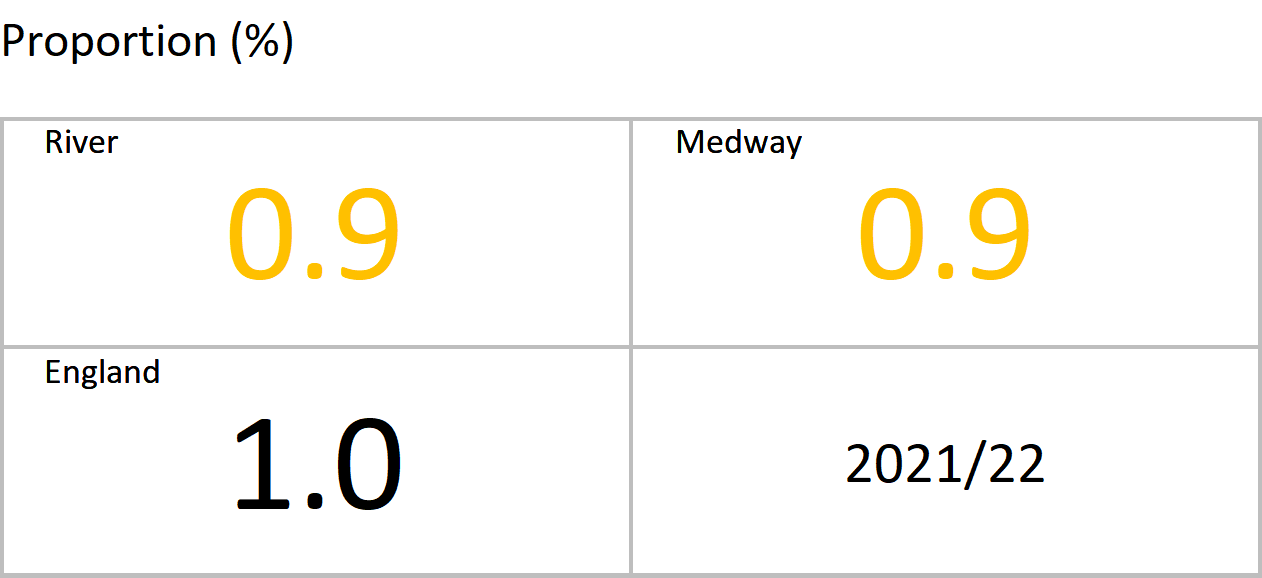 Proportion (%)
River
0.9
Medway
0.9
England
1.0
2021/22